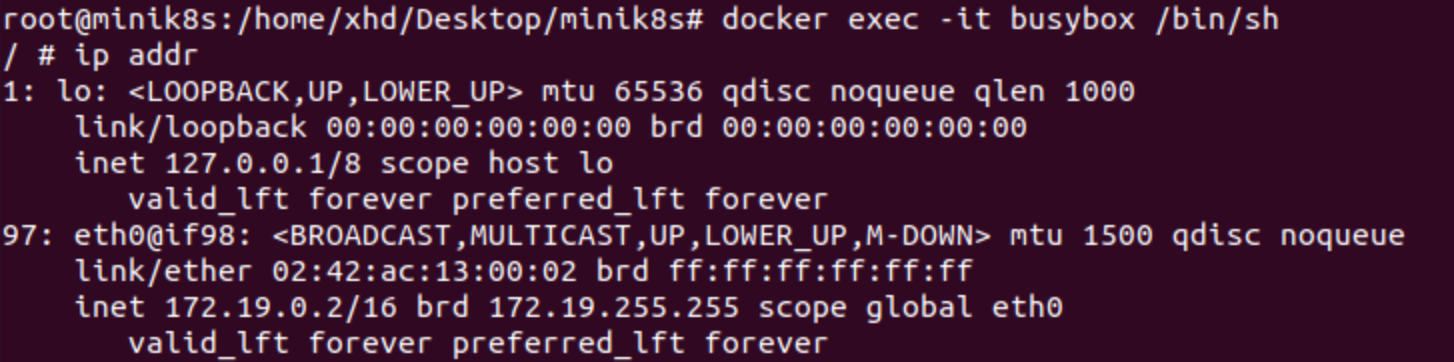 root@minik8s:/home/xhd/Desktop/minik8s# docker exec -it busybox /bin/sh
/ # ip addr
1: lo: <LOOPBACK,UP,LOWER_UP> mtu 65536 qdisc noqueue qlen 1000
    link/loopback 00:00:00:00:00:00 brd 00:00:00:00:00:00
    inet 127.0.0.1/8 scope host lo
       valid_lft forever preferred_lft forever
97: eth0@if98: <BROADCAST,MULTICAST,UP,LOWER_UP,M-DOWN> mtu 1500 qdisc noqueue
    link/ether 02:42:ac:13:00:02 brd ff:ff:ff:ff:ff:ff
    inet 172.19.0.2/16 brd 172.19.255.255 scope global eth0
       valid_lft forever preferred_lft forever